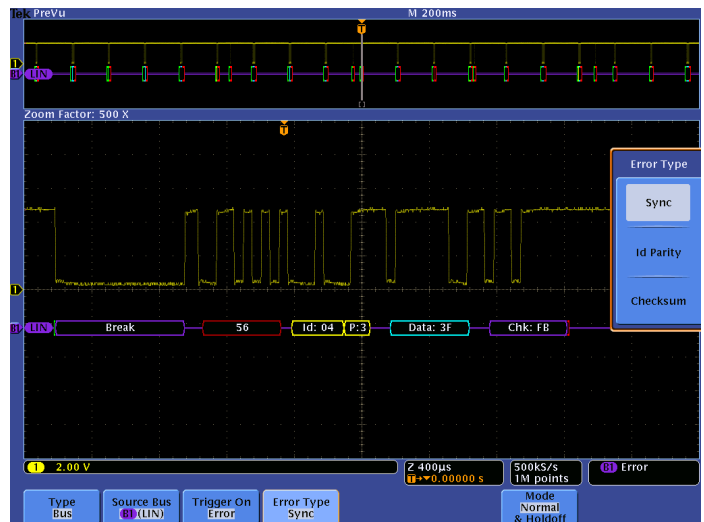 Tek PreVu M 200ms
T
1
B1 LIN
Zoom Factor: 500 X
T
Error Type
Sync
Id Parity
Checksum
1
B1 LIN Break 56 Id: 04 P:3 Data: 3F Chk: FB
1 2.00 V
Z 400µs
T→▼0.00000 s
500kS/s
1M points
B1 Error
Type
Bus
Source Bus
B1 (LIN)
Trigger On
Error
Error Type
Sync
Mode
Normal
& Holdoff